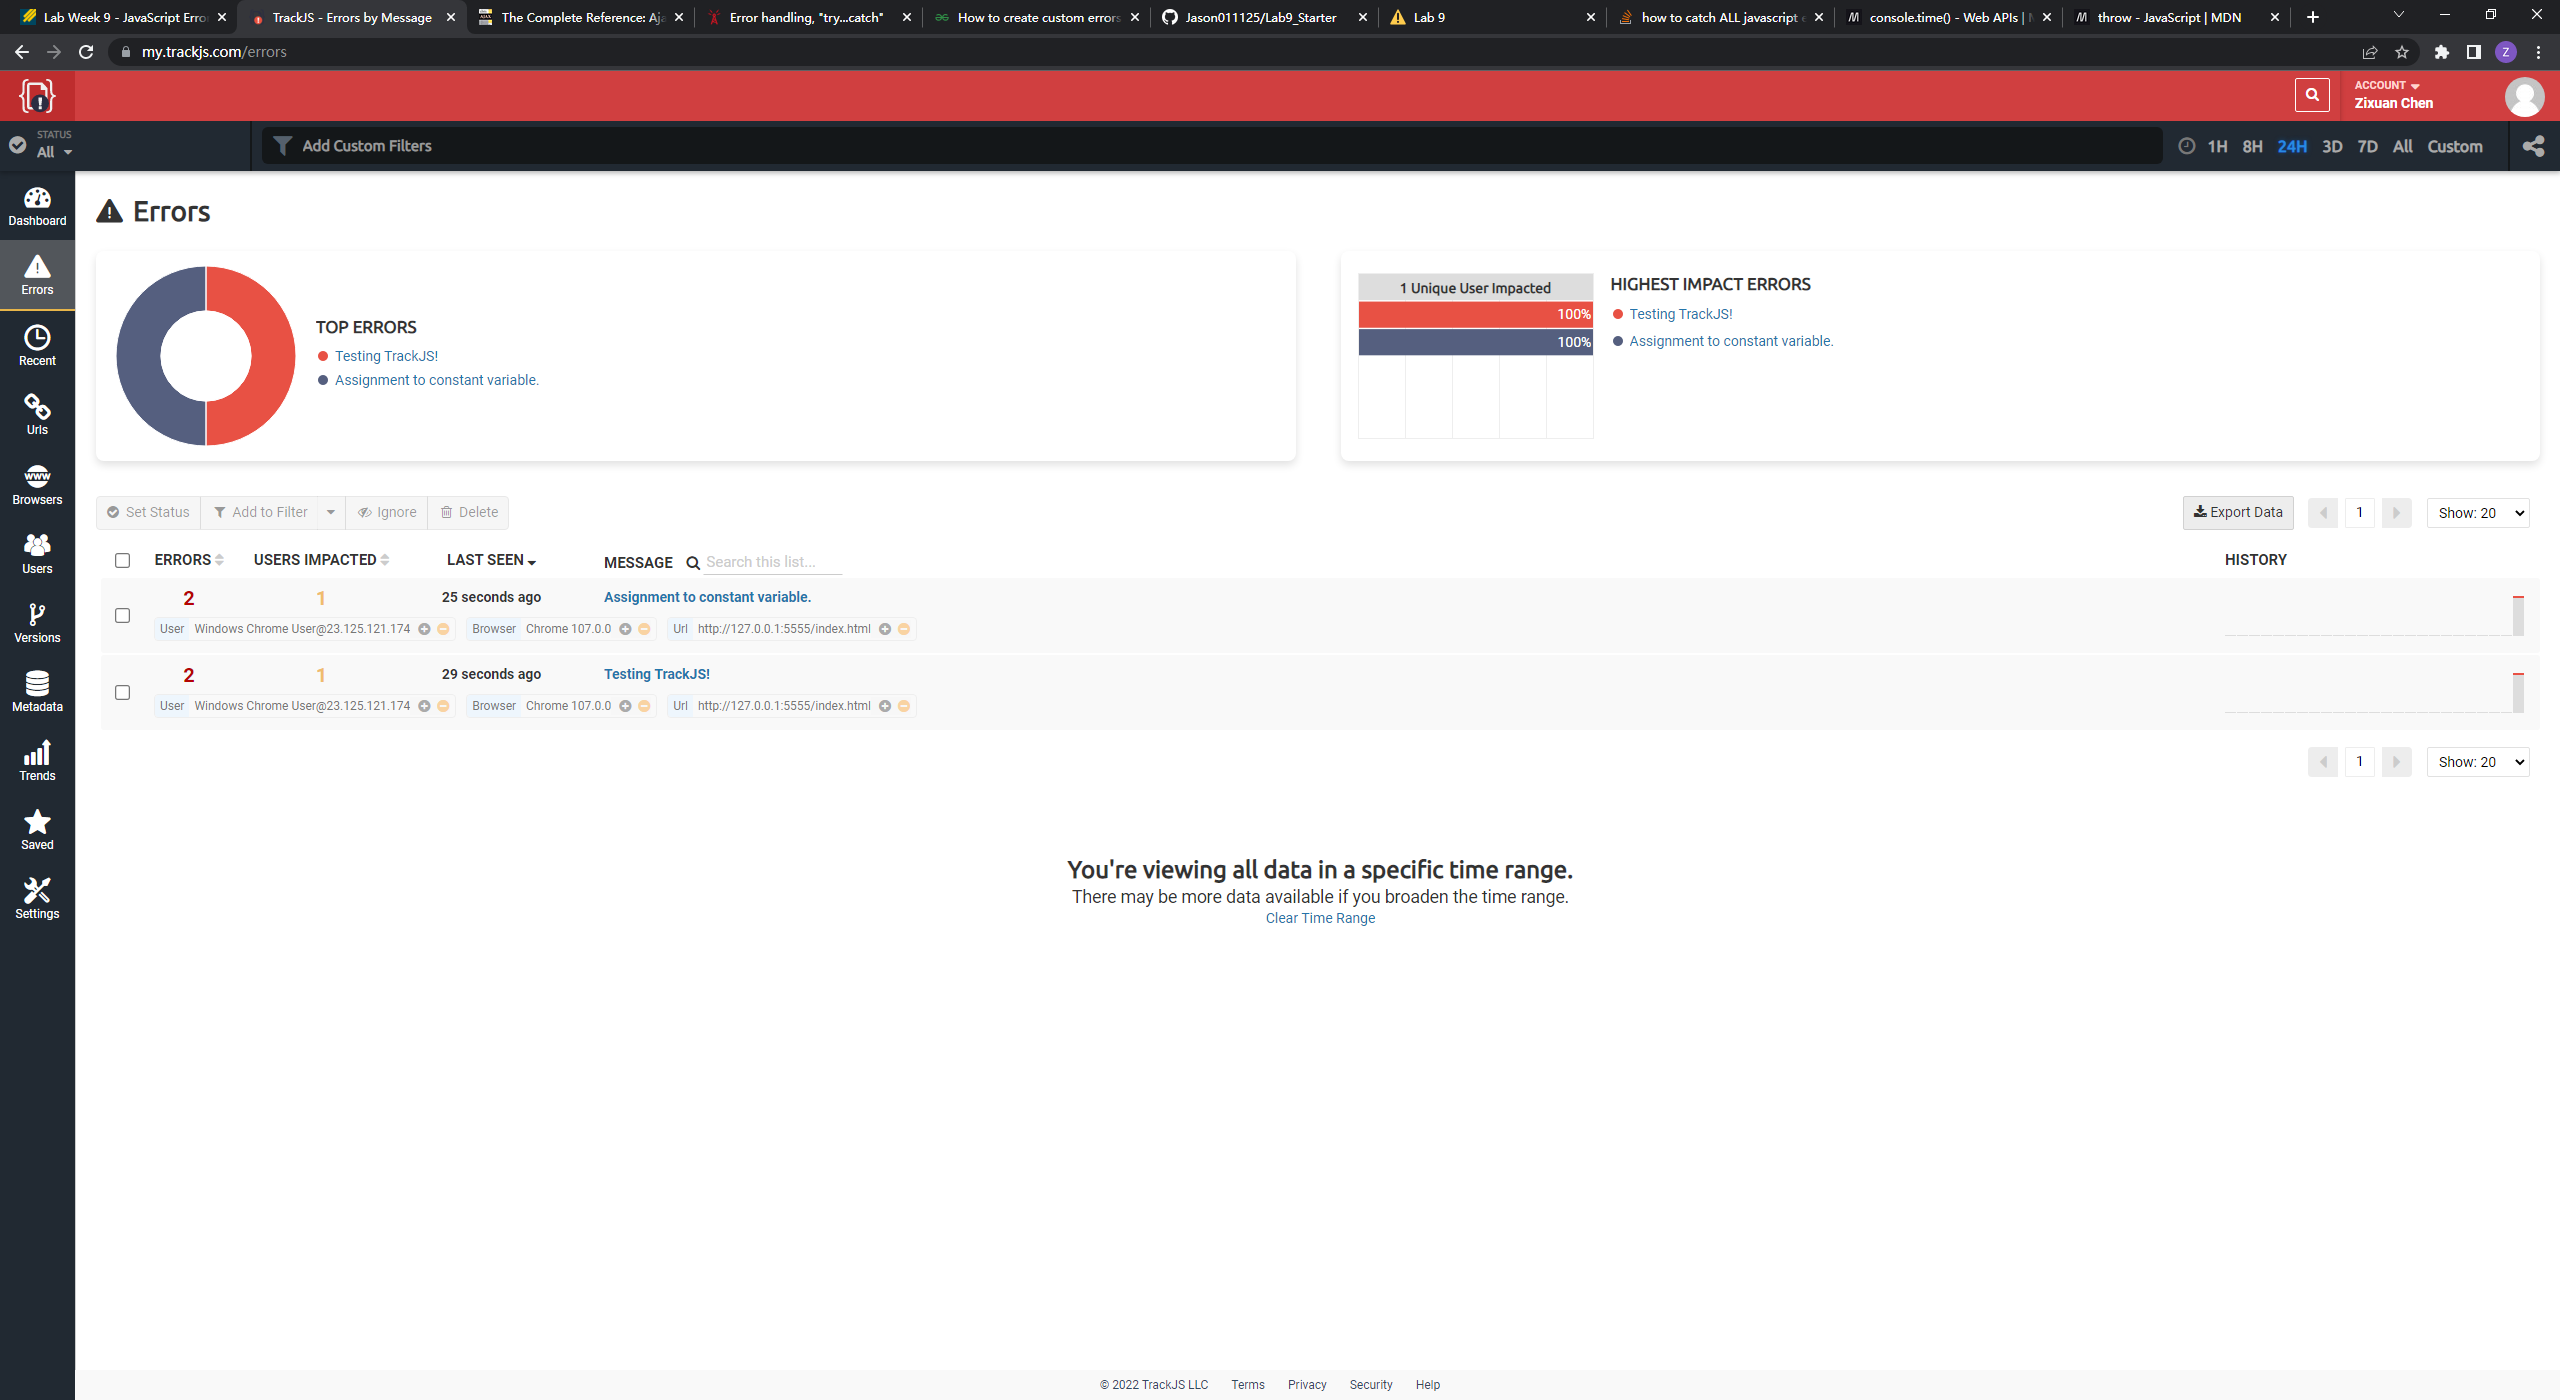 Lab Week 9 - JavaScript Erro
TrackJS - Errors by Message
The Complete Reference: Aj
Error handling, "try...catch"
How to create custom errors
Jason011125/Lab9_Starter
Lab 9
how to catch ALL javascript e
console.time() - Web APIs | M
throw - JavaScript | MDN
my.trackjs.com/errors
Z
ACCOUNT
Zixuan Chen
STATUS
All
Add Custom Filters
1H 8H 24H 3D 7D All Custom
Dashboard
Errors
Recent
Urls
Browsers
Users
Versions
Metadata
Trends
Saved
Settings
Errors
TOP ERRORS
Testing TrackJS!
Assignment to constant variable.
1 Unique User Impacted
100%
100%
HIGHEST IMPACT ERRORS
Testing TrackJS!
Assignment to constant variable.
Set Status Add to Filter Ignore Delete
Export Data 1 Show: 20
ERRORS USERS IMPACTED LAST SEEN MESSAGE Search this list... HISTORY
2 1 25 seconds ago Assignment to constant variable.
User Windows Chrome User@23.125.121.174 Browser Chrome 107.0.0 Url http://127.0.0.1:5555/index.html
2 1 29 seconds ago Testing TrackJS!
User Windows Chrome User@23.125.121.174 Browser Chrome 107.0.0 Url http://127.0.0.1:5555/index.html
1 Show: 20
You're viewing all data in a specific time range.
There may be more data available if you broaden the time range.
Clear Time Range
© 2022 TrackJS LLC Terms Privacy Security Help